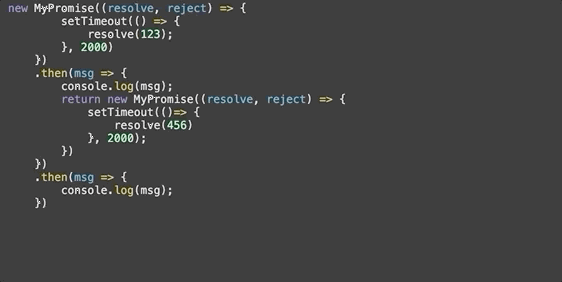 new MyPromise((resolve, reject) => {
        setTimeout(() => {
            resolve(123);
        }, 2000)
    })
    .then(msg => {
        console.log(msg);
        return new MyPromise((resolve, reject) => {
            setTimeout(()=> {
                resolve(456)
            }, 2000);
        })
    })
    .then(msg => {
        console.log(msg);
    })